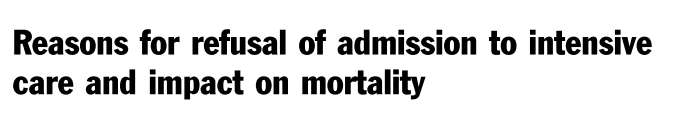 Reasons for refusal of admission to intensive
care and impact on mortality